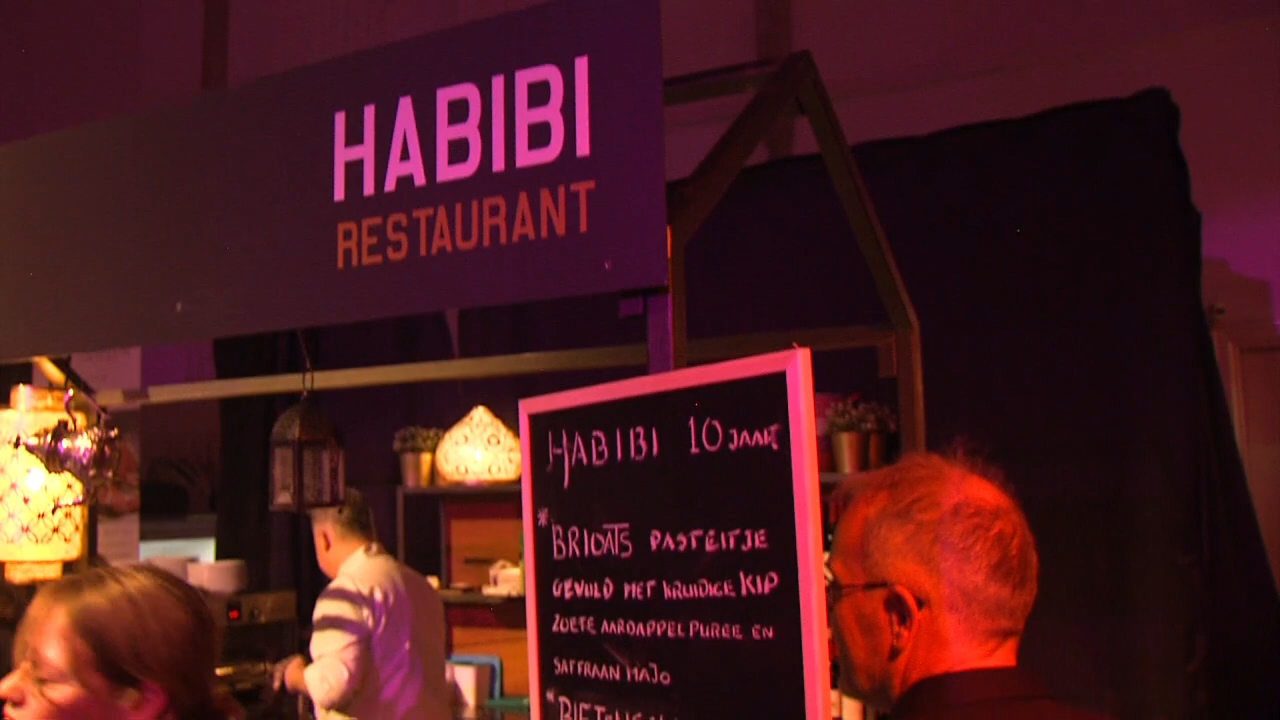 HABIBI
RESTAURANT
HABIBI 10 JAAR
*BRIOATS PASTEITJE
GEVULD MET KRUIDIGE KIP
ZOETE AARDAPPELPUREE EN
SAFFRAAN MAJO